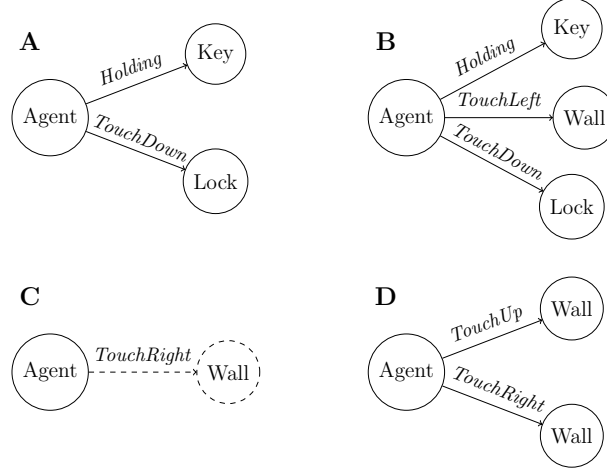 A
Agent
Holding
Key
TouchDown
Lock
B
Agent
Holding
Key
TouchLeft
Wall
TouchDown
Lock
C
Agent
TouchRight
Wall
D
Agent
TouchUp
Wall
TouchRight
Wall